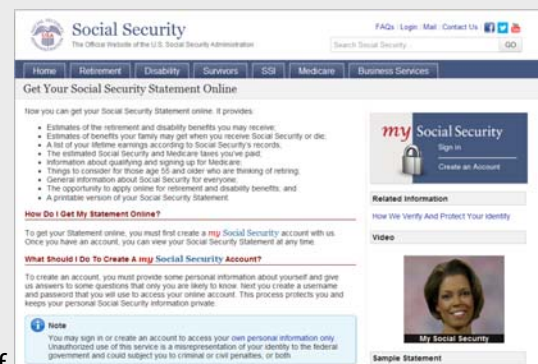 Social Security
The Official Website of the U.S. Social Security Administration
FAQs Login Mail Contact Us
Search Social Security... GO
Home Retirement Disability Survivors SSI Medicare Business Services
Get Your Social Security Statement Online
Now you can get your Social Security Statement online. It provides:
• Estimates of the retirement and disability benefits you may receive;
• Estimates of benefits your family may get when you receive Social Security or die;
• A list of your lifetime earnings according to Social Security's records;
• The estimated Social Security and Medicare taxes you've paid;
• Information about qualifying and signing up for Medicare;
• Things to consider for those age 55 and older who are thinking of retiring;
• General information about Social Security for everyone;
• The opportunity to apply online for retirement and disability benefits; and
• A printable version of your Social Security Statement.
How Do I Get My Statement Online?
To get your Statement online, you must first create a my Social Security account with us.
Once you have an account, you can view your Social Security Statement at any time.
What Should I Do To Create A my Social Security Account?
To create an account, you must provide some personal information about yourself and give
us answers to some questions that only you are likely to know. Next you create a username
and password that you will use to access your online account. This process protects you and
keeps your personal Social Security information private.
Note
You may sign in or create an account to access your own personal information only.
Unauthorized use of this service is a misrepresentation of your identity to the federal
government and could subject you to criminal or civil penalties, or both
my Social Security
Sign in
Create an Account
Related Information
How We Verify And Protect Your Identity
Video
My Social Security
Sample Statement
f